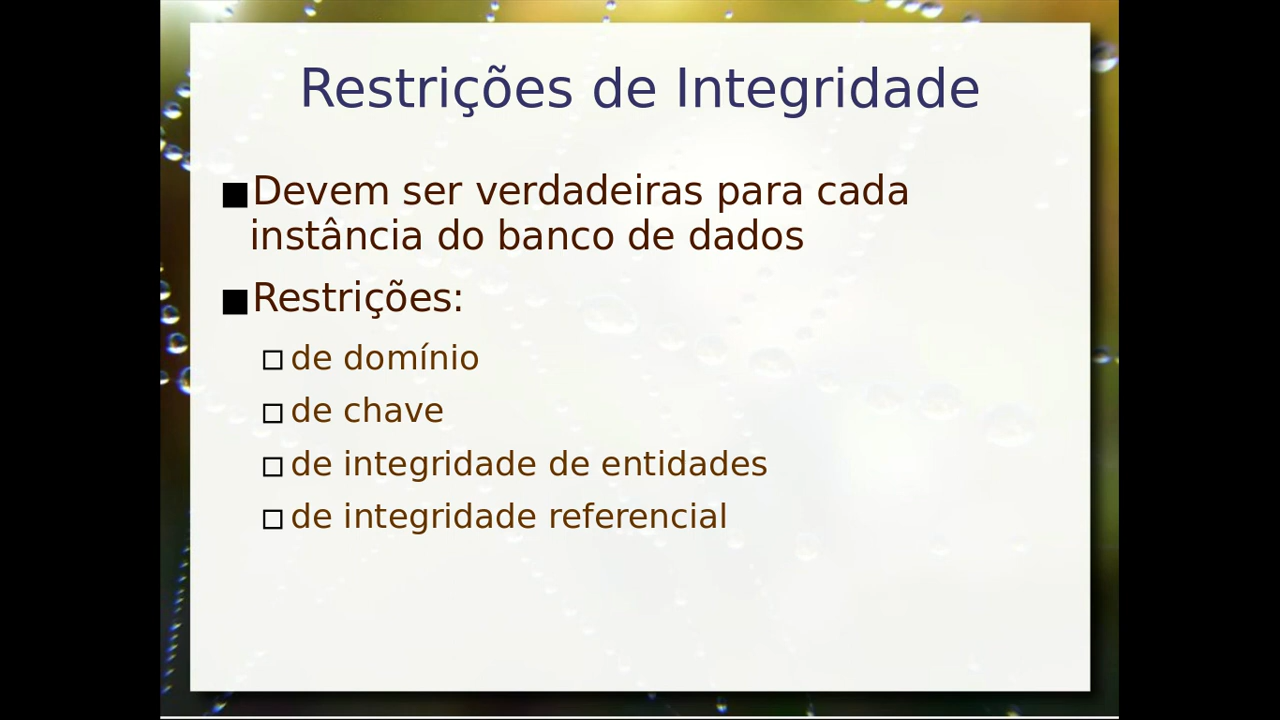 Restrições de Integridade
Devem ser verdadeiras para cada
instância do banco de dados
Restrições:
de domínio
de chave
de integridade de entidades
de integridade referencial